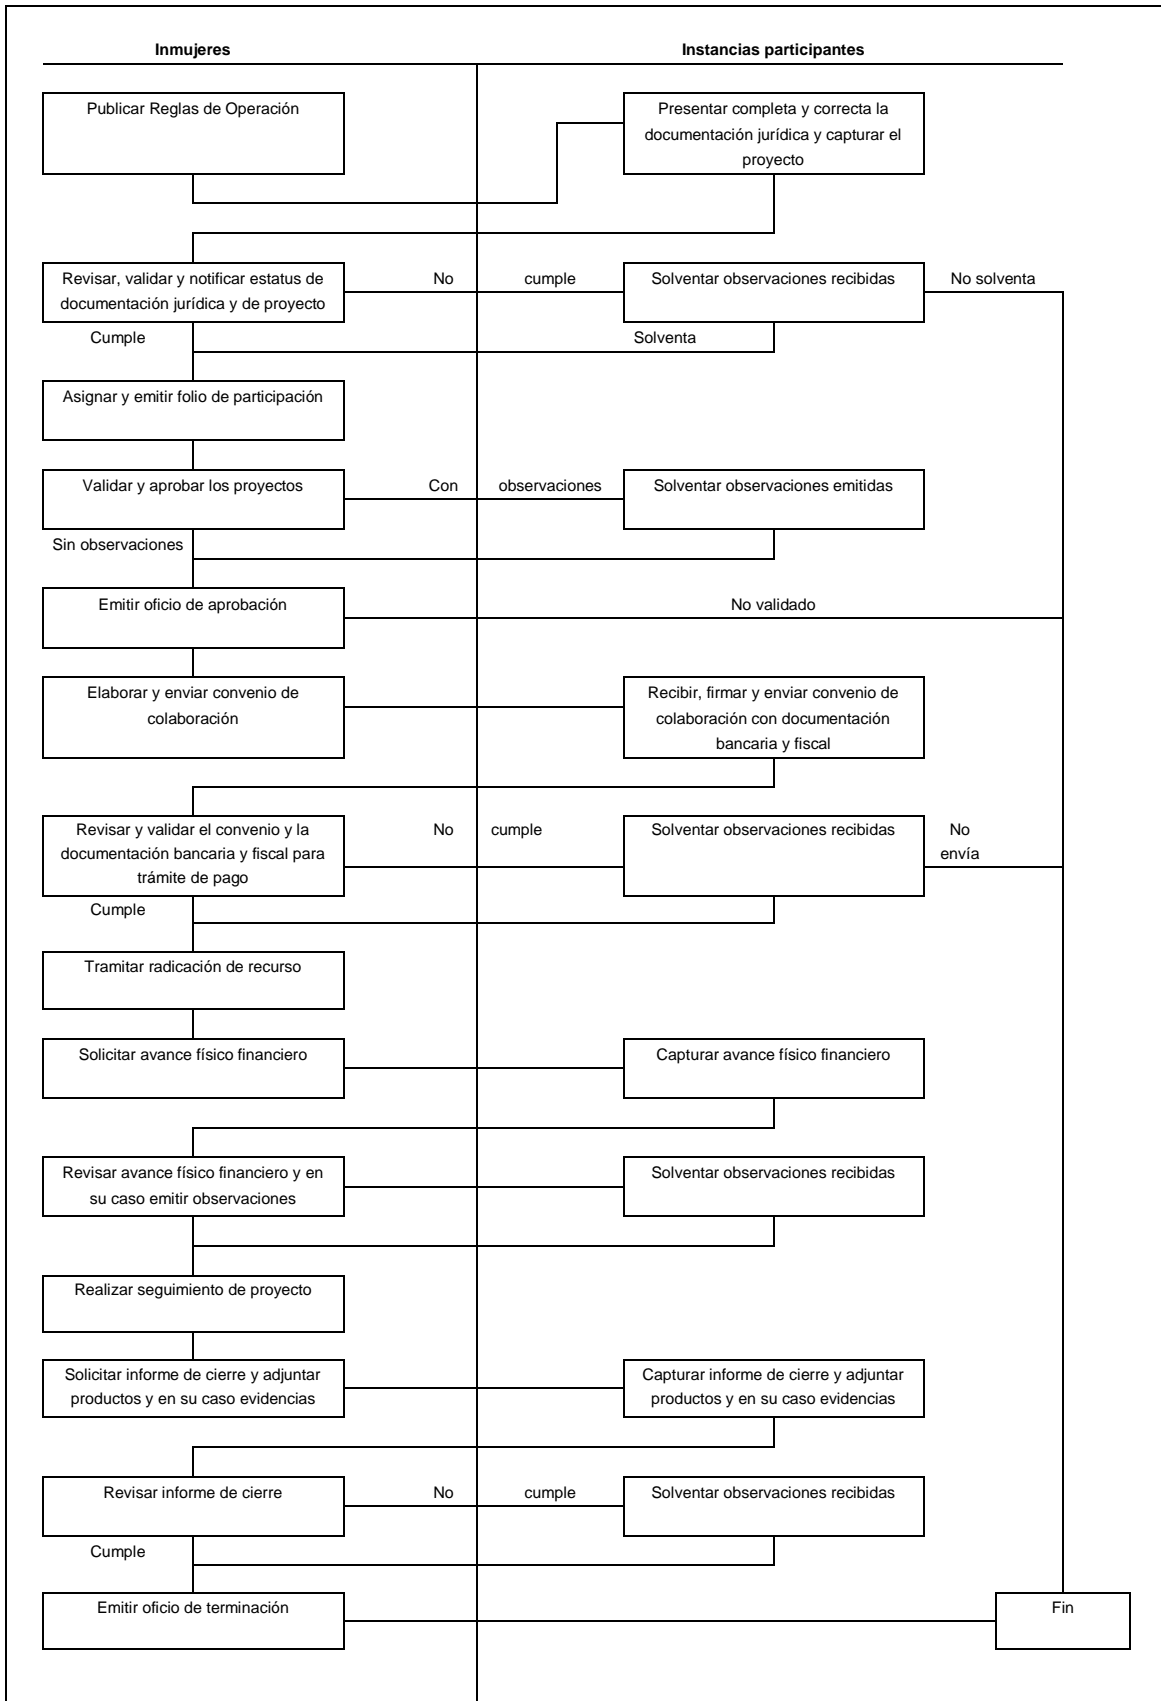 Inmujeres
Instancias participantes
Publicar Reglas de Operación
Presentar completa y correcta la
documentación jurídica y capturar el
proyecto
Revisar, validar y notificar estatus de
documentación jurídica y de proyecto
No cumple
Solventar observaciones recibidas
No solventa
Cumple
Solventa
Asignar y emitir folio de participación
Validar y aprobar los proyectos
Con observaciones
Solventar observaciones emitidas
Sin observaciones
Emitir oficio de aprobación
No validado
Elaborar y enviar convenio de
colaboración
Recibir, firmar y enviar convenio de
colaboración con documentación
bancaria y fiscal
Revisar y validar el convenio y la
documentación bancaria y fiscal para
trámite de pago
No cumple
Solventar observaciones recibidas
No
envía
Cumple
Tramitar radicación de recurso
Solicitar avance físico financiero
Capturar avance físico financiero
Revisar avance físico financiero y en
su caso emitir observaciones
Solventar observaciones recibidas
Realizar seguimiento de proyecto
Solicitar informe de cierre y adjuntar
productos y en su caso evidencias
Capturar informe de cierre y adjuntar
productos y en su caso evidencias
Revisar informe de cierre
No cumple
Solventar observaciones recibidas
Cumple
Emitir oficio de terminación
Fin